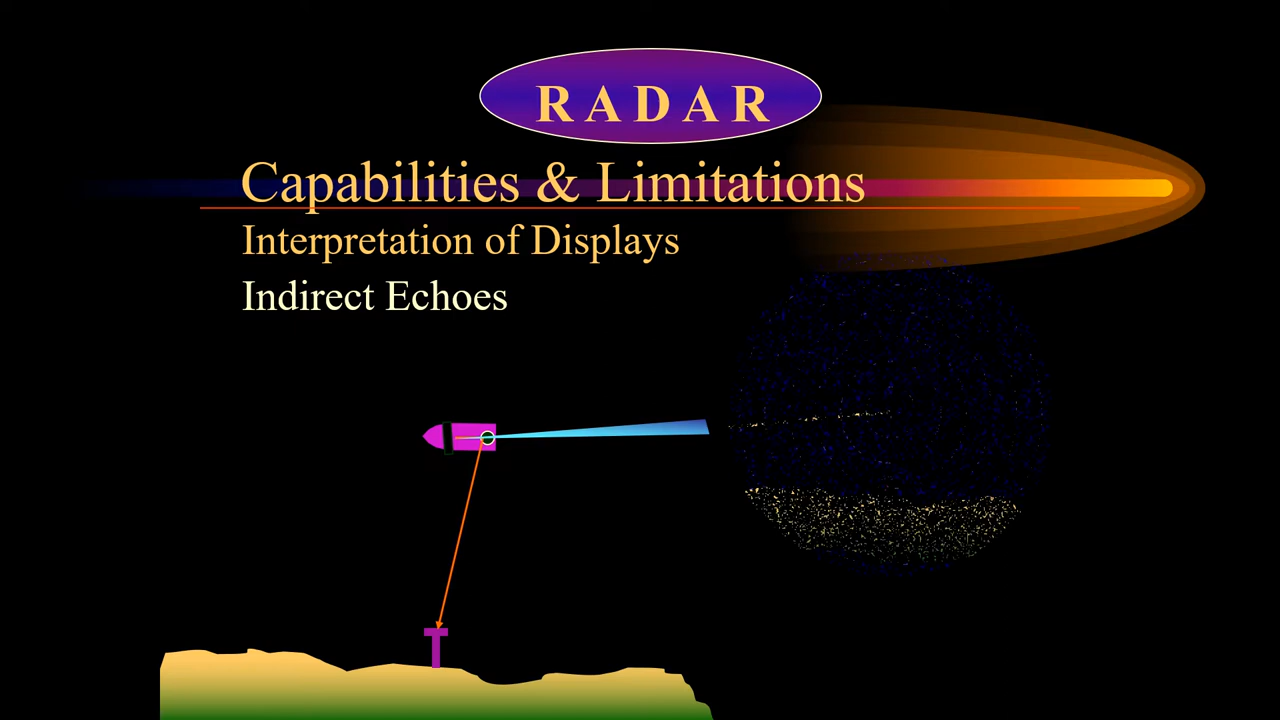 R A D A R
Capabilities & Limitations
Interpretation of Displays
Indirect Echoes